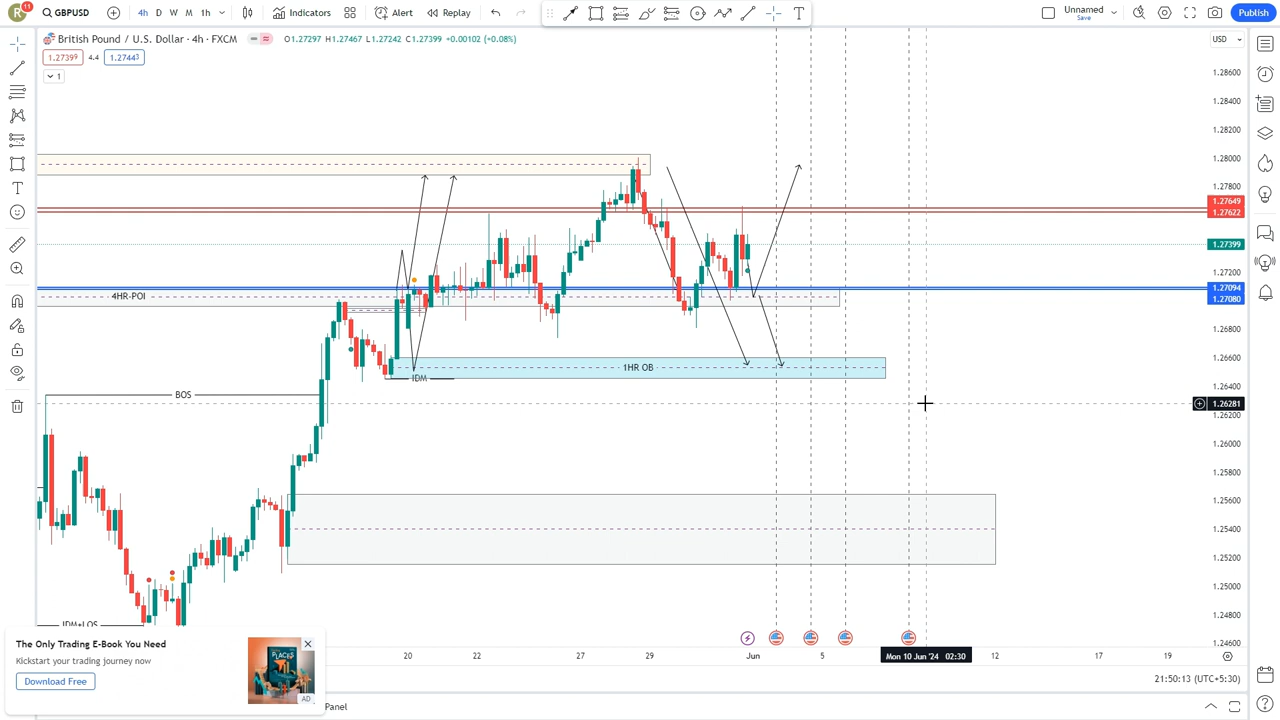 R 11 GBPUSD 4h D W M 1h Indicators Alert Replay Unnamed Save Publish
British Pound / U.S. Dollar · 4h · FXCM O1.27297 H1.27467 L1.27242 C1.27399 +0.00102 (+0.08%) USD
1.27399 4.4 1.27443
1
1.28600
1.28400
1.28200
1.28000
1.27800
1.27649
1.27622
1.27399
1.27200
4HR-POI
1.27094
1.27080
1.26800
1.26600
1HR OB
IDM
1.26400
BOS
1.26281
1.26200
1.26000
1.25800
1.25600
1.25400
1.25200
1.25000
1.24800
IDM+LOS
1.24600
The Only Trading E-Book You Need
Kickstart your trading journey now
Download Free
AD
20 22 27 29 Jun 5 Mon 10 Jun '24 02:30 12 17 19
21:50:13 (UTC+5:30)
Panel